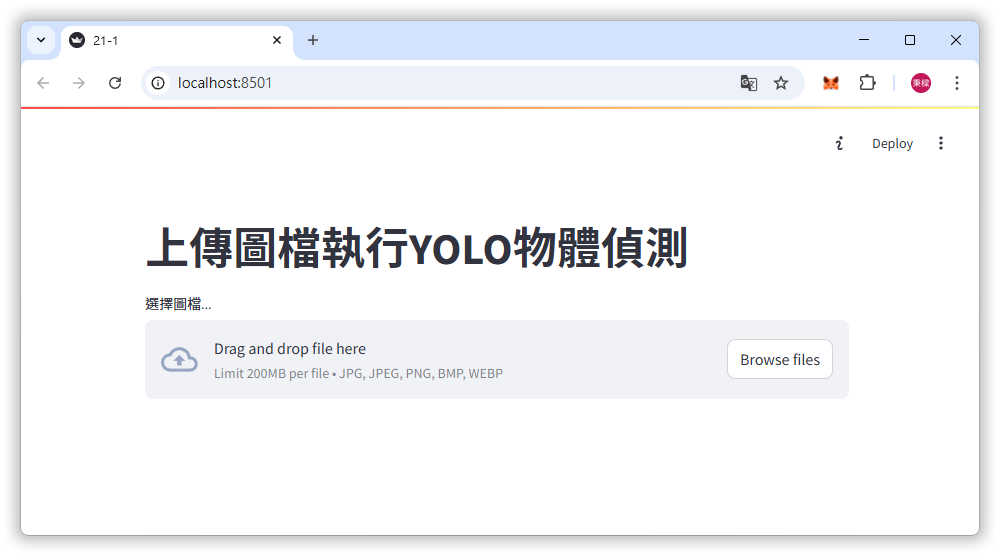 21-1
localhost:8501
秉樑
Deploy
上傳圖檔執行YOLO物體偵測
選擇圖檔...
Drag and drop file here
Limit 200MB per file • JPG, JPEG, PNG, BMP, WEBP
Browse files